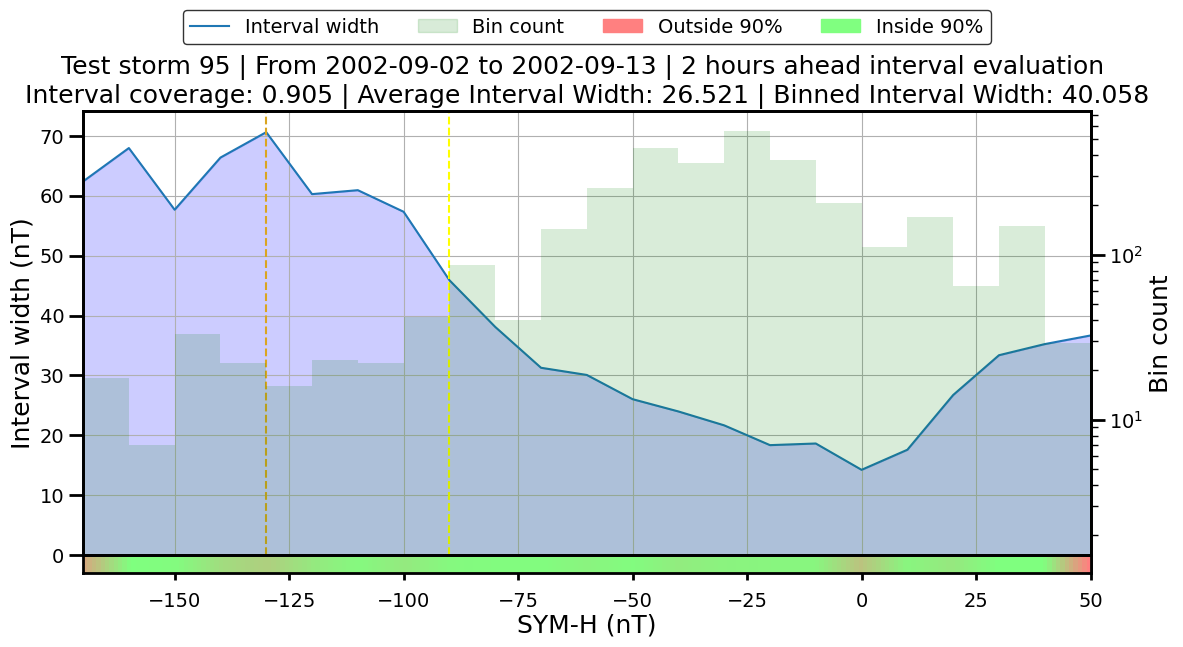 Interval width Bin count Outside 90% Inside 90%
Test storm 95 | From 2002-09-02 to 2002-09-13 | 2 hours ahead interval evaluation
Interval coverage: 0.905 | Average Interval Width: 26.521 | Binned Interval Width: 40.058
Interval width (nT)
70
60
50
40
30
20
10
0
10²
10¹
Bin count
−150 −125 −100 −75 −50 −25 0 25 50
SYM-H (nT)